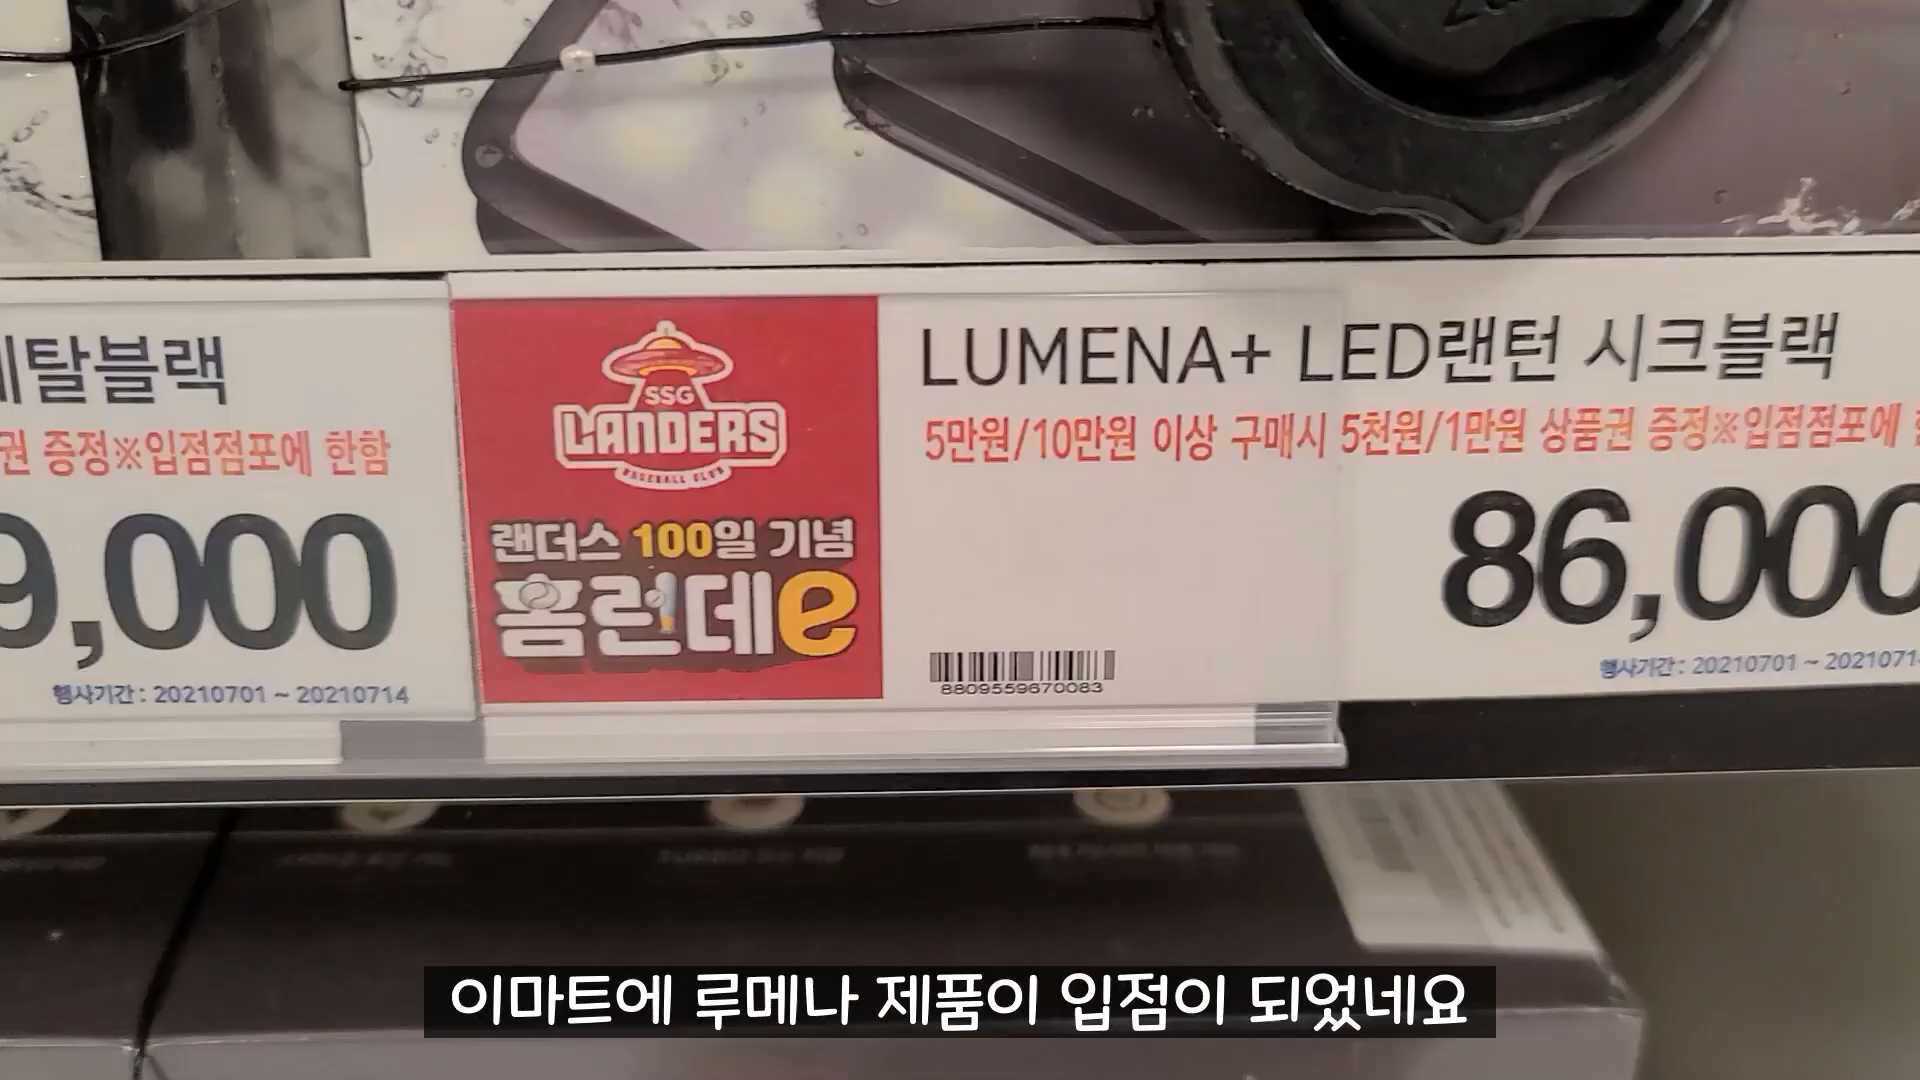 탈블랙
권 증정※입점점포에 한함
9,000
행사기간 : 20210701 ~ 20210714
SSG
LANDERS
BASEBALL CLUB
랜더스 100일 기념
홈런데e
LUMENA+ LED랜턴 시크블랙
5만원/10만원 이상 구매시 5천원/1만원 상품권 증정※입점점포에
86,000
8809559670083
행사기간 : 20210701 ~ 2021071
이마트에 루메나 제품이 입점이 되었네요